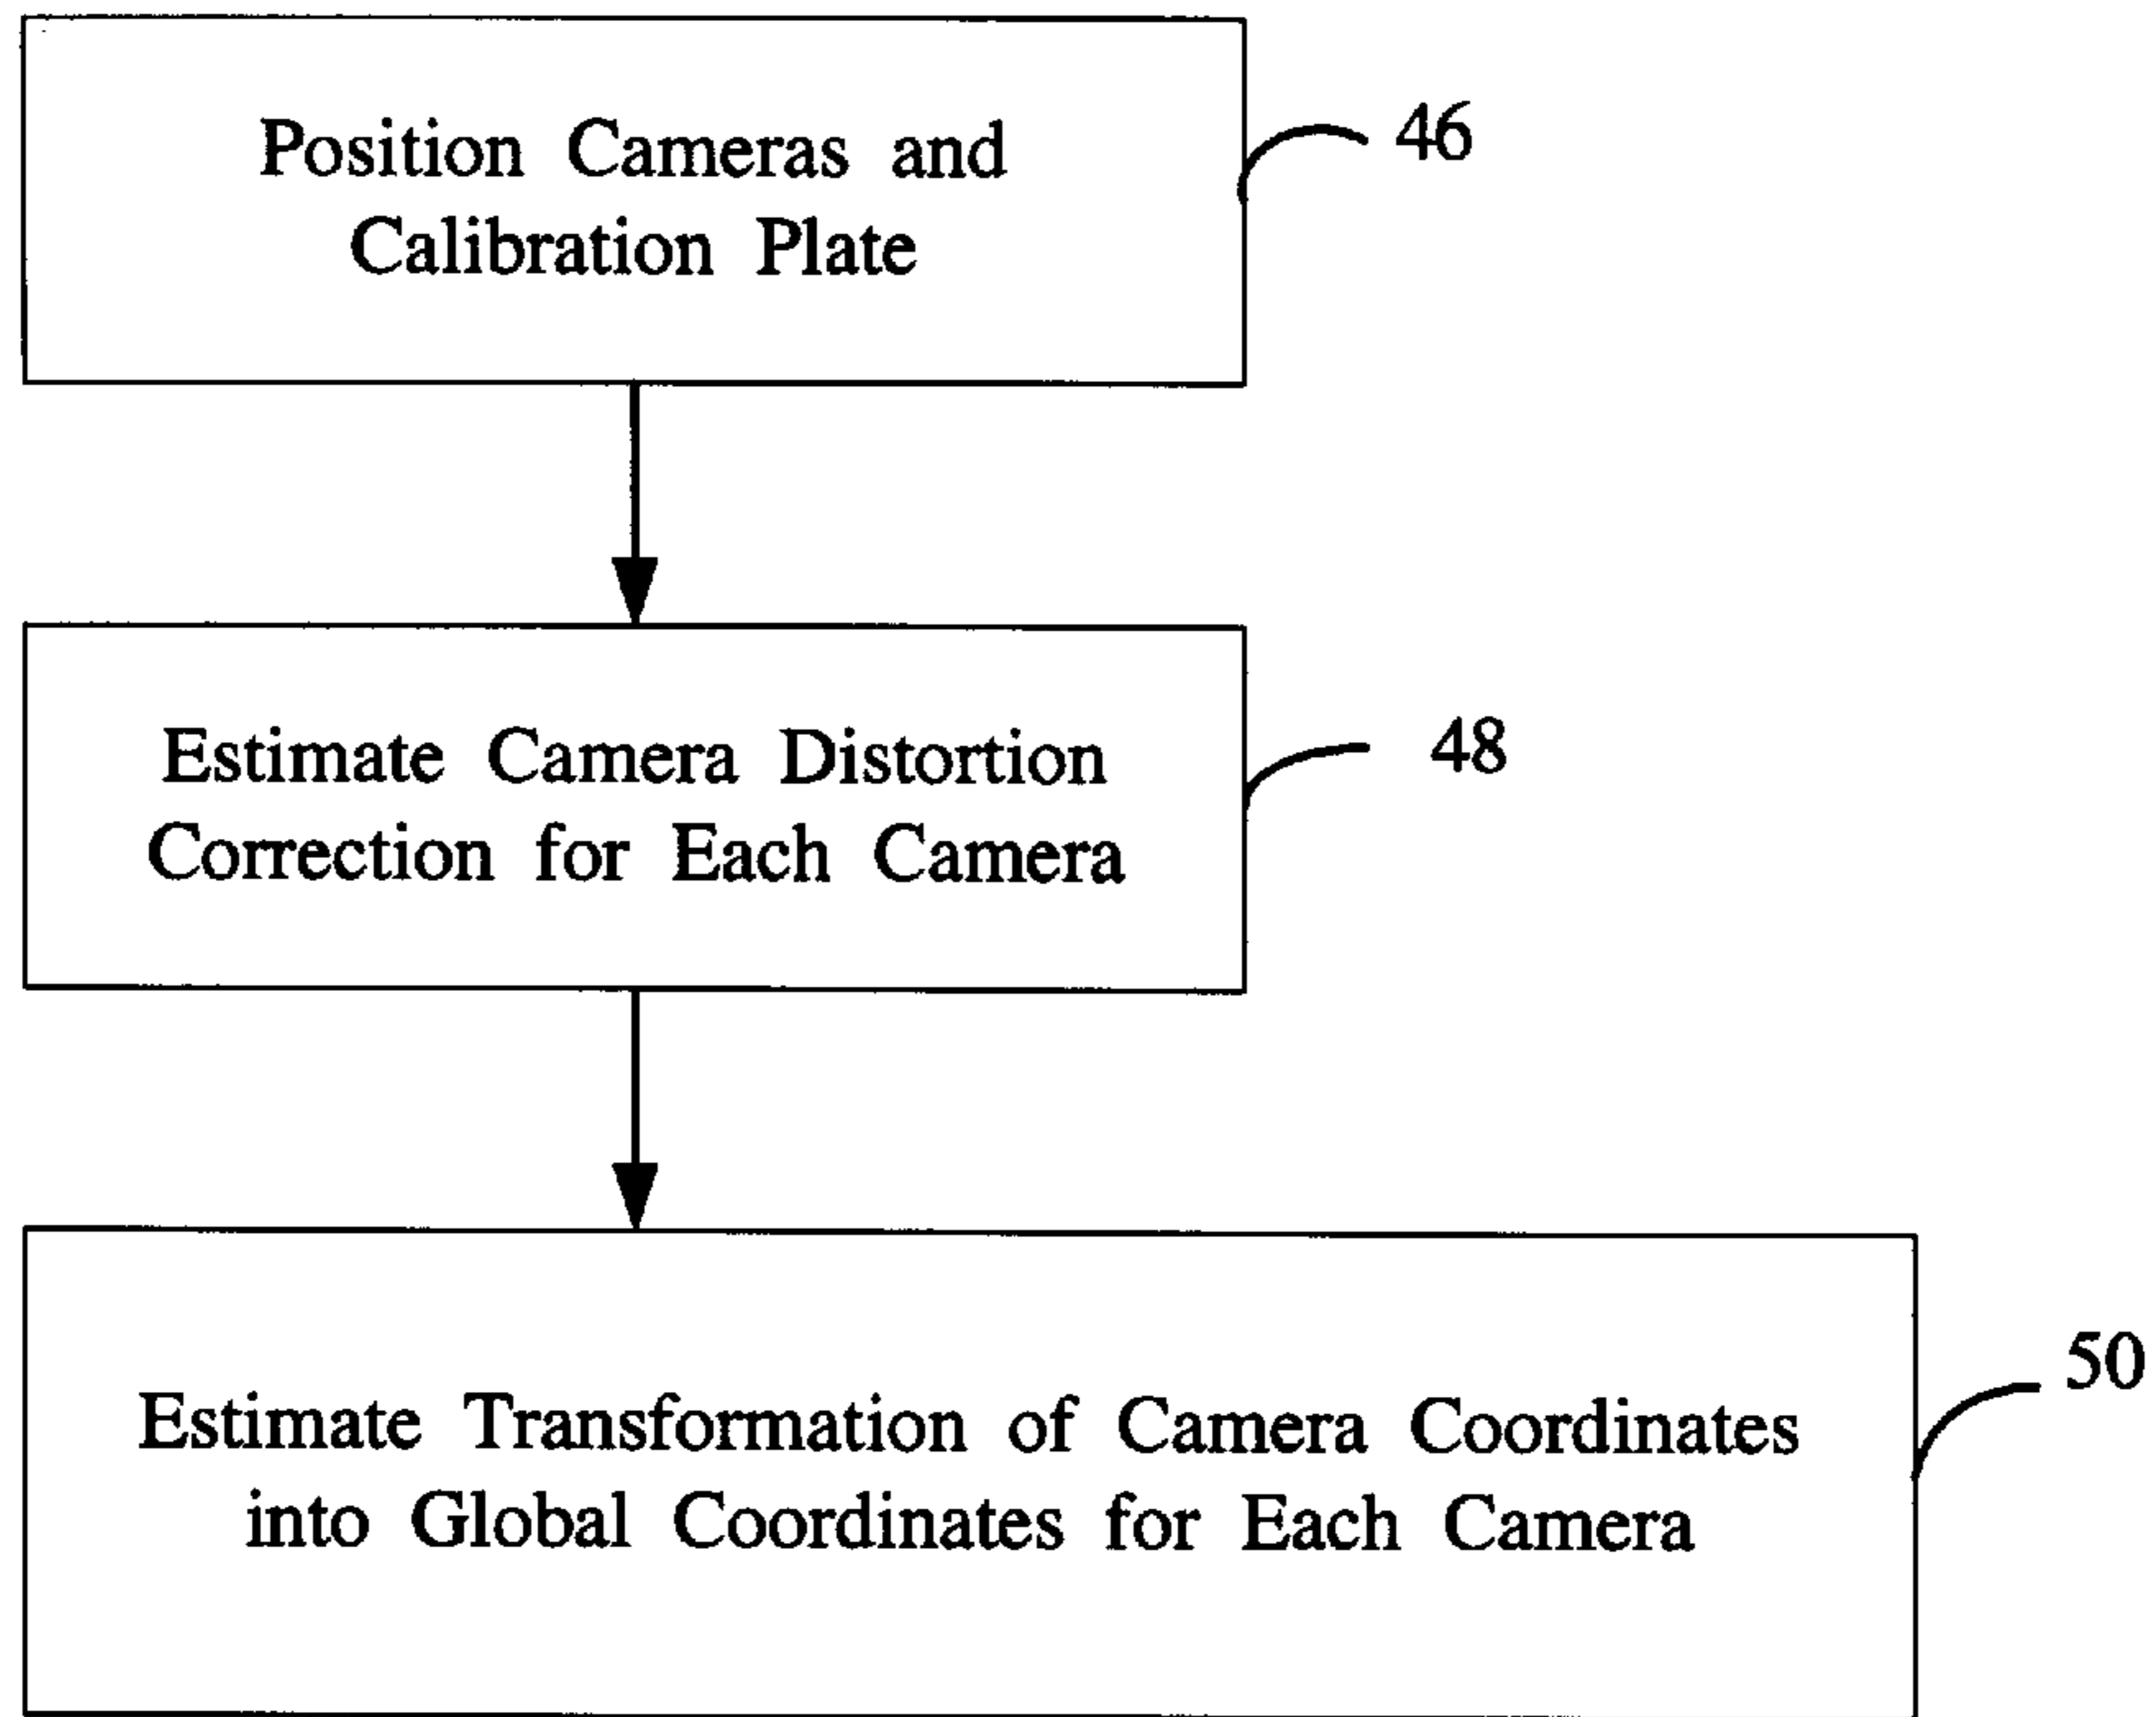 Position Cameras and
Calibration Plate
46
Estimate Camera Distortion
Correction for Each Camera
48
Estimate Transformation of Camera Coordinates
into Global Coordinates for Each Camera
50